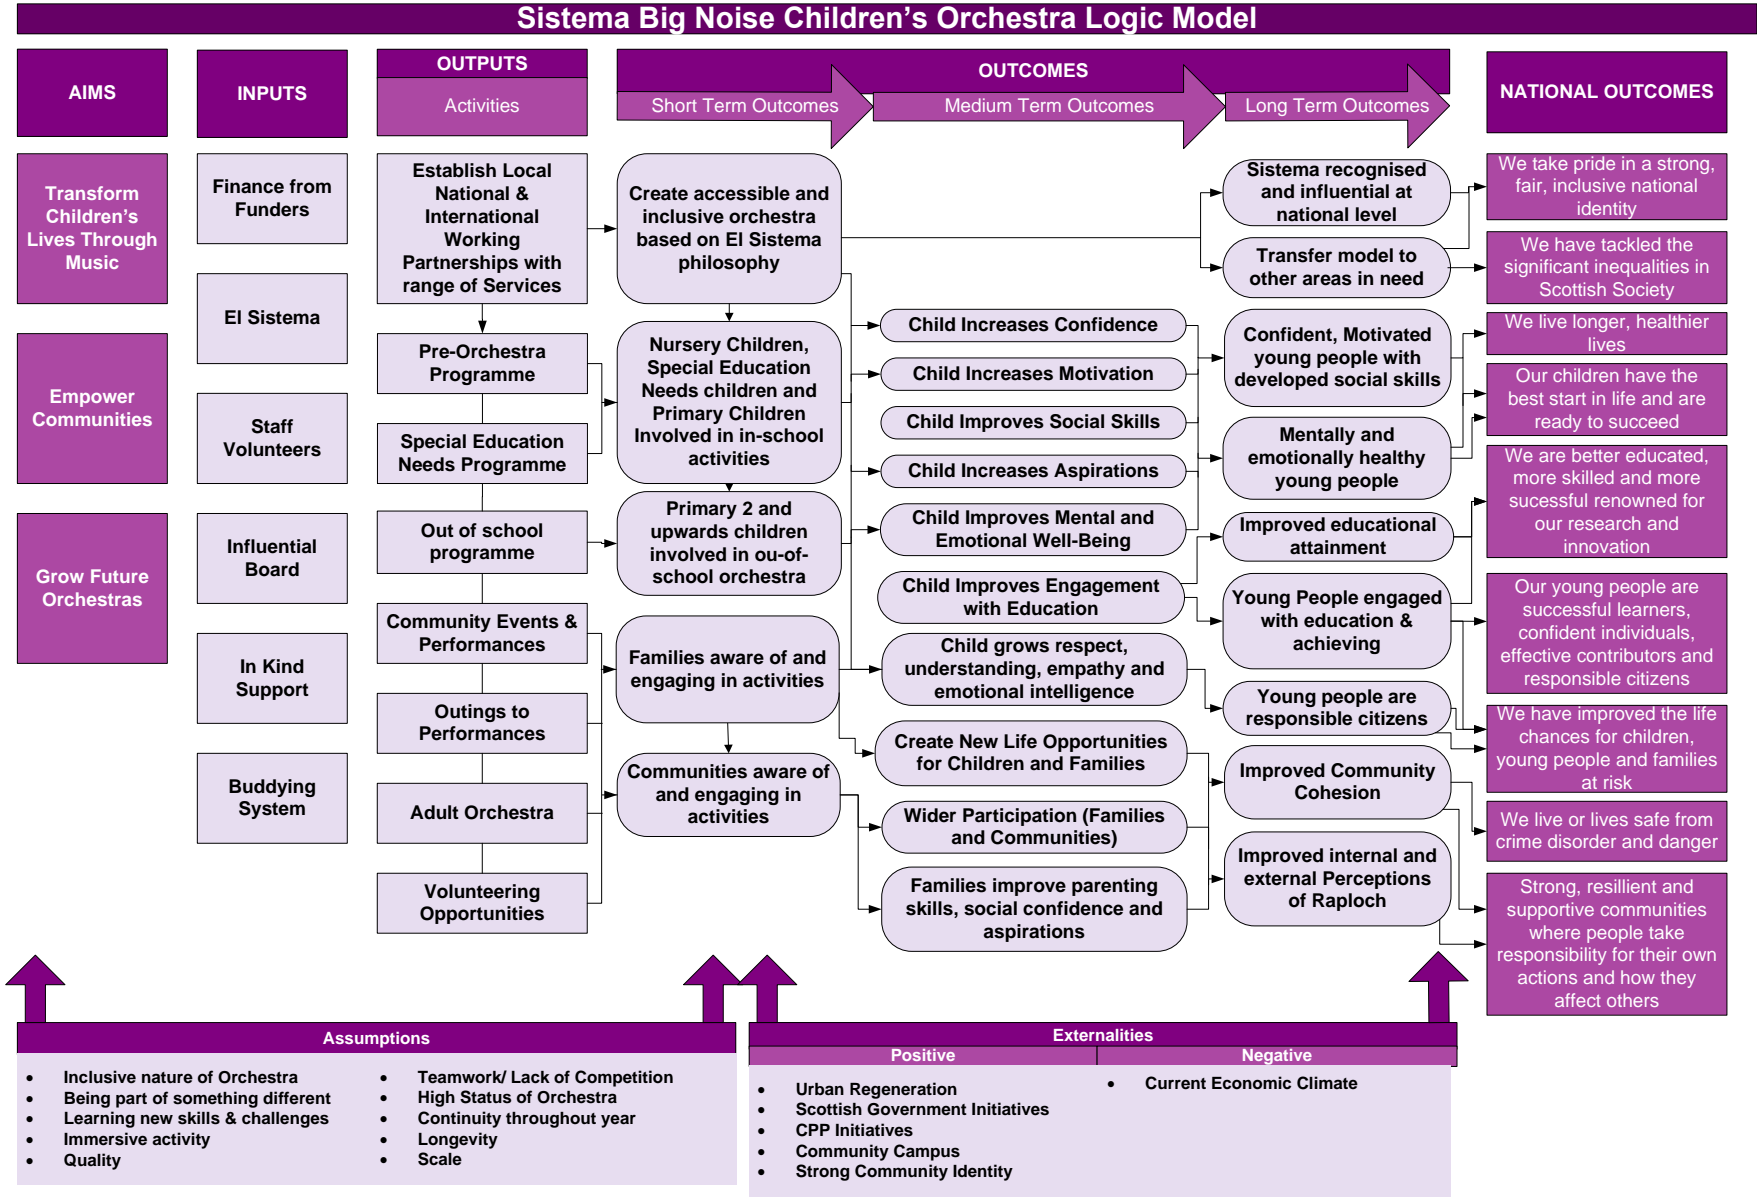 Sistema Big Noise Children's Orchestra Logic Model
AIMS
INPUTS
OUTPUTS
Activities
OUTCOMES
Short Term Outcomes
Medium Term Outcomes
Long Term Outcomes
NATIONAL OUTCOMES
Transform
Children's
Lives Through
Music
Empower
Communities
Grow Future
Orchestras
Finance from
Funders
El Sistema
Staff
Volunteers
Influential
Board
In Kind
Support
Buddying
System
Establish Local
National &
International
Working
Partnerships with
range of Services
Pre-Orchestra
Programme
Special Education
Needs Programme
Out of school
programme
Community Events &
Performances
Outings to
Performances
Adult Orchestra
Volunteering
Opportunities
Create accessible and
inclusive orchestra
based on El Sistema
philosophy
Nursery Children,
Special Education
Needs children and
Primary Children
Involved in in-school
activities
Primary 2 and
upwards children
involved in ou-of-
school orchestra
Families aware of and
engaging in activities
Communities aware of
and engaging in
activities
Child Increases Confidence
Child Increases Motivation
Child Improves Social Skills
Child Increases Aspirations
Child Improves Mental and
Emotional Well-Being
Child Improves Engagement
with Education
Child grows respect,
understanding, empathy and
emotional intelligence
Create New Life Opportunities
for Children and Families
Wider Participation (Families
and Communities)
Families improve parenting
skills, social confidence and
aspirations
Sistema recognised
and influential at
national level
Transfer model to
other areas in need
Confident, Motivated
young people with
developed social skills
Mentally and
emotionally healthy
young people
Improved educational
attainment
Young People engaged
with education &
achieving
Young people are
responsible citizens
Improved Community
Cohesion
Improved internal and
external Perceptions
of Raploch
We take pride in a strong,
fair, inclusive national
identity
We have tackled the
significant inequalities in
Scottish Society
We live longer, healthier
lives
Our children have the
best start in life and are
ready to succeed
We are better educated,
more skilled and more
sucessful renowned for
our research and
innovation
Our young people are
successful learners,
confident individuals,
effective contributors and
responsible citizens
We have improved the life
chances for children,
young people and families
at risk
We live or lives safe from
crime disorder and danger
Strong, resillient and
supportive communities
where people take
responsibility for their own
actions and how they
affect others
Assumptions
• Inclusive nature of Orchestra
• Being part of something different
• Learning new skills & challenges
• Immersive activity
• Quality
• Teamwork/ Lack of Competition
• High Status of Orchestra
• Continuity throughout year
• Longevity
• Scale
Externalities
Positive
Negative
• Urban Regeneration
• Scottish Government Initiatives
• CPP Initiatives
• Community Campus
• Strong Community Identity
• Current Economic Climate